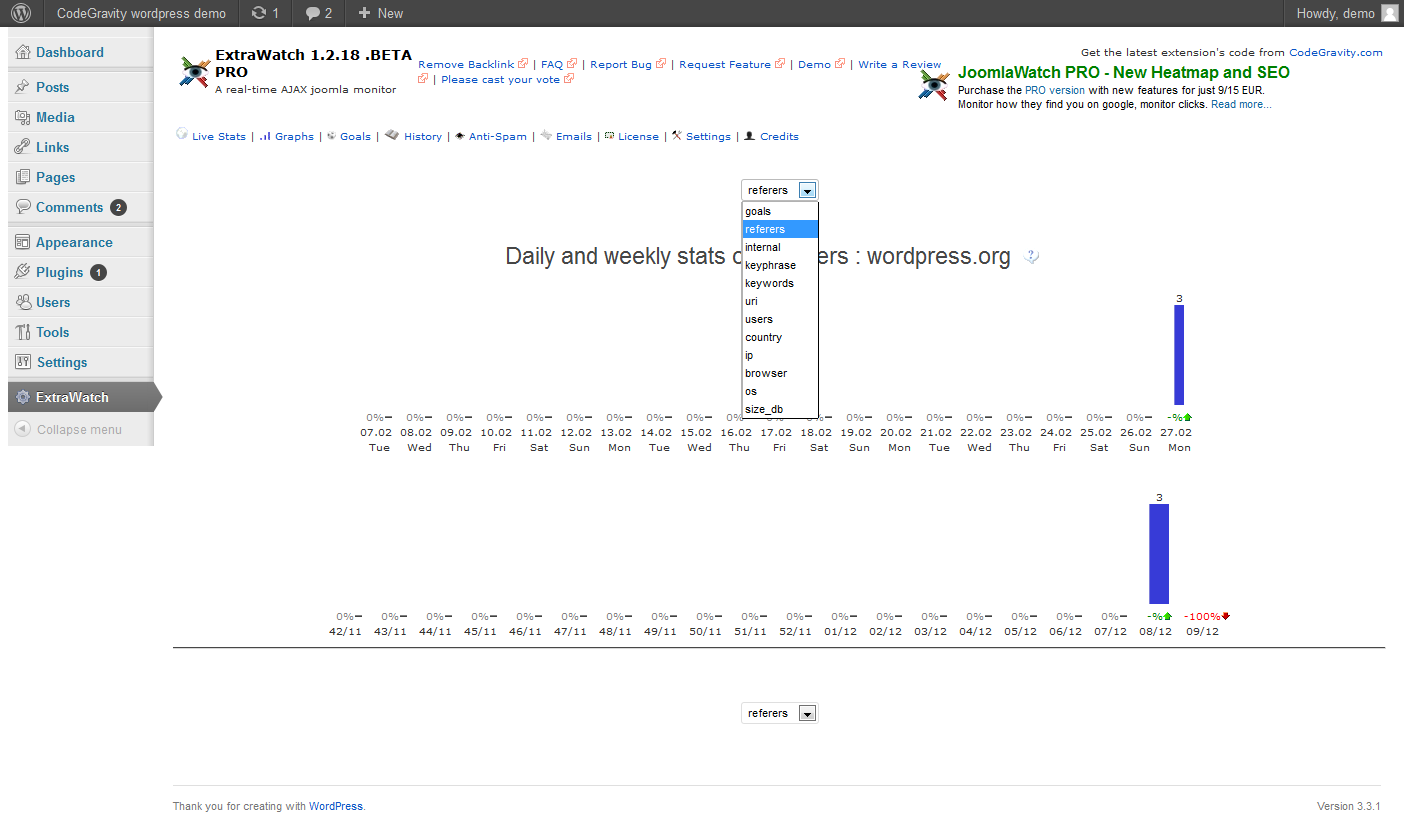 CodeGravity wordpress demo 1 2 New Howdy, demo
Dashboard
Posts
Media
Links
Pages
Comments 2
Appearance
Plugins 1
Users
Tools
Settings
ExtraWatch
Collapse menu
ExtraWatch 1.2.18 .BETA
PRO
A real-time AJAX joomla monitor
Remove Backlink | FAQ | Report Bug | Request Feature | Demo | Write a Review
| Please cast your vote
Get the latest extension's code from CodeGravity.com
JoomlaWatch PRO - New Heatmap and SEO
Purchase the PRO version with new features for just 9/15 EUR.
Monitor how they find you on google, monitor clicks. Read more...
Live Stats | Graphs | Goals | History | Anti-Spam | Emails | License | Settings | Credits
referers
goals
referers
internal
keyphrase
keywords
uri
users
country
ip
browser
os
size_db
Daily and weekly stats o ers : wordpress.org
3
0% 0% 0% 0% 0% 0% 0% 0% 0% 0% 0% 0% 0% 0% 0% 0% 0% 0% -%
07.02 08.02 09.02 10.02 11.02 12.02 13.02 14.02 15.02 16.02 17.02 18.02 19.02 20.02 21.02 22.02 23.02 24.02 25.02 26.02 27.02
Tue Wed Thu Fri Sat Sun Mon Tue Wed Thu Fri Sat Sun Mon Tue Wed Thu Fri Sat Sun Mon
3
0% 0% 0% 0% 0% 0% 0% 0% 0% 0% 0% 0% 0% 0% 0% 0% 0% 0% -% -100%
42/11 43/11 44/11 45/11 46/11 47/11 48/11 49/11 50/11 51/11 52/11 01/12 02/12 03/12 04/12 05/12 06/12 07/12 08/12 09/12
referers
Thank you for creating with WordPress.
Version 3.3.1